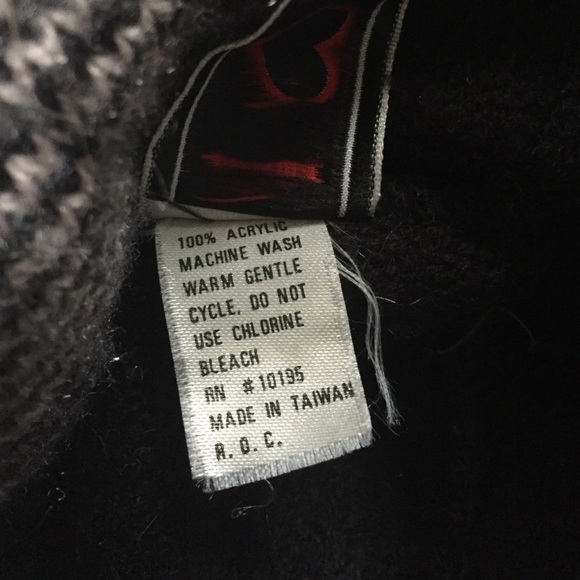 100% ACRYLIC
MACHINE WASH
WARM GENTLE
CYCLE. DO NOT
USE CHLORINE
BLEACH
RN #10195
MADE IN TAIWAN
R.O.C.